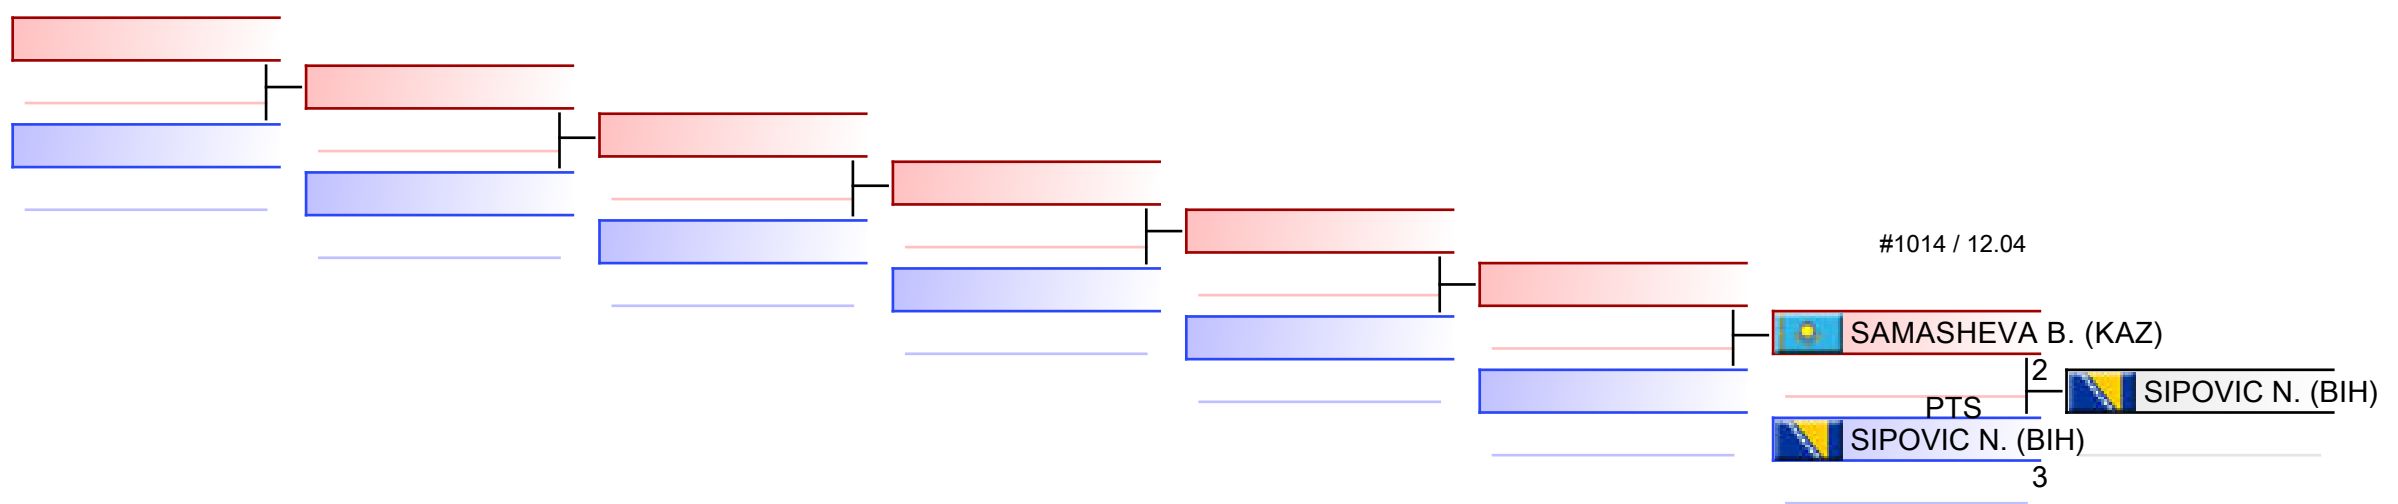 #1014 / 12.04
SAMASHEVA B. (KAZ)
2
SIPOVIC N. (BIH)
PTS
SIPOVIC N. (BIH)
3